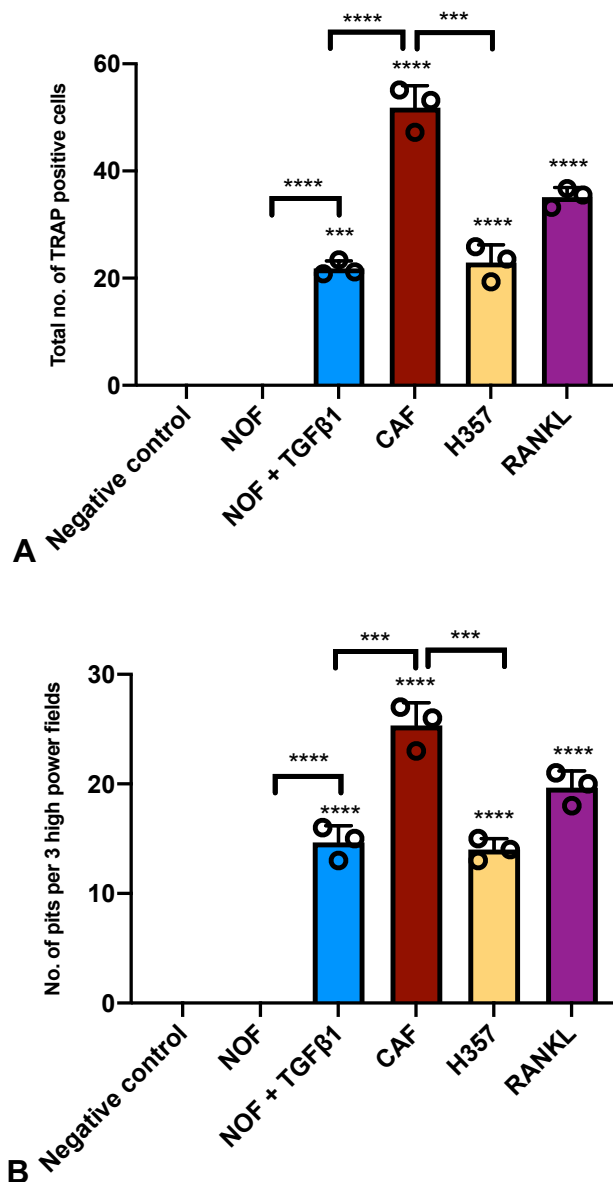 **** ***
****
60
Total no. of TRAP positive cells
40
****
****
***
****
20
0
Negative control
NOF
NOF + TGFβ1
CAF
H357
RANKL
A
*** ***
****
30
No. of pits per 3 high power fields
****
****
20
****
****
10
0
Negative control
NOF
NOF + TGFβ1
CAF
H357
RANKL
B